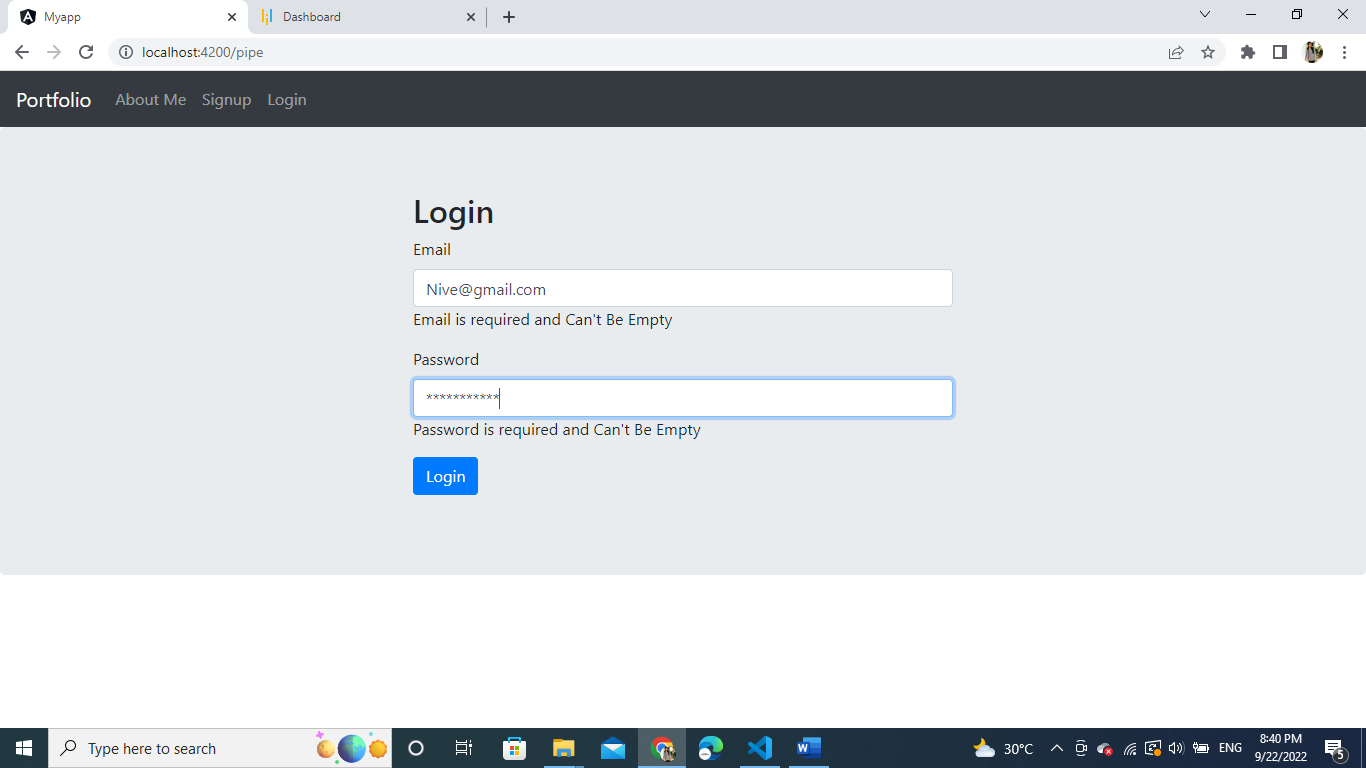 Myapp
Dashboard
localhost:4200/pipe
Portfolio About Me Signup Login
Login
Email
Nive@gmail.com
Email is required and Can't Be Empty
Password
***********
Password is required and Can't Be Empty
Login
Type here to search
30°C
ENG
8:40 PM
9/22/2022
5